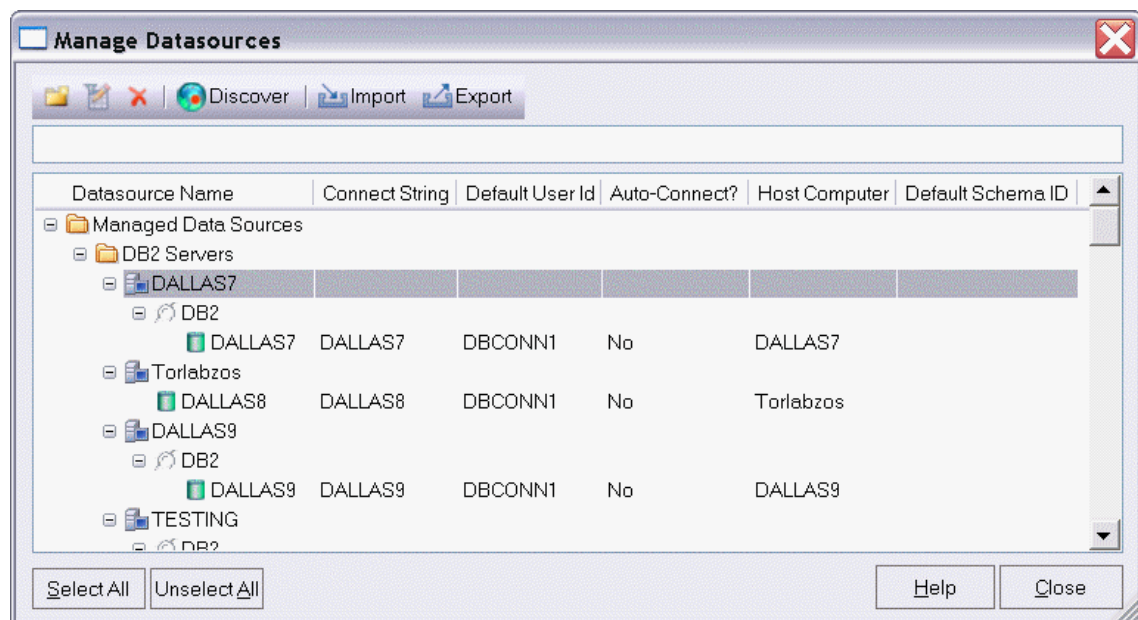 Manage Datasources
Discover Import Export
Datasource Name Connect String Default User Id Auto-Connect? Host Computer Default Schema ID
Managed Data Sources
DB2 Servers
DALLAS7
DB2
DALLAS7 DALLAS7 DBCONN1 No DALLAS7
Torlabzos
DALLAS8 DALLAS8 DBCONN1 No Torlabzos
DALLAS9
DB2
DALLAS9 DALLAS9 DBCONN1 No DALLAS9
TESTING
DB2
Select All Unselect All Help Close